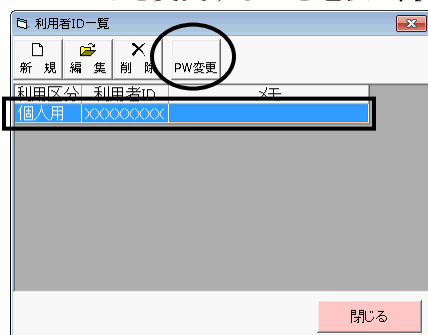 利用者ID一覧
新 規 編 集 削 除 PW変更
利用区分 利用者ID メモ
個人用 XXXXXXXXX
閉じる